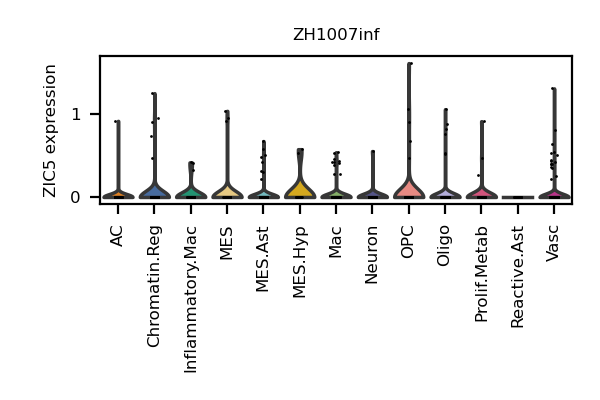 ZH1007inf
ZIC5 expression
1
0
AC
Chromatin.Reg
Inflammatory.Mac
MES
MES.Ast
MES.Hyp
Mac
Neuron
OPC
Oligo
Prolif.Metab
Reactive.Ast
Vasc